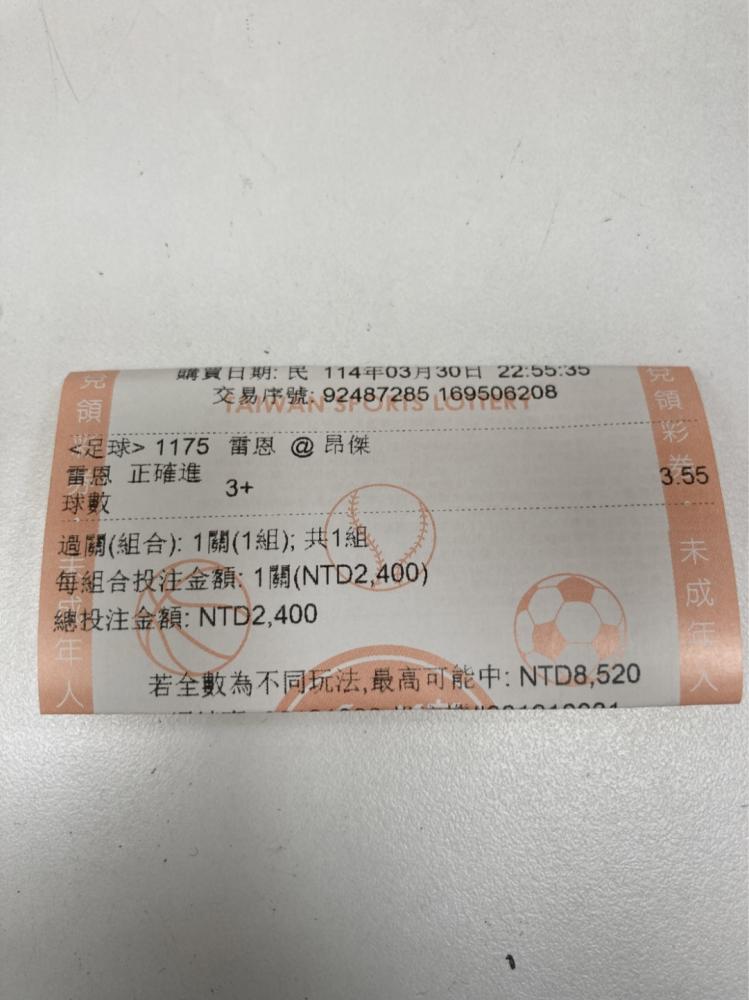 購買日期: 民 114年03月30日 22:55:35
交易序號: 92487285 169506208
TAIWAN SPORTS LOTTERY
<足球> 1175 雷恩 @ 昂傑
雷恩 正確進球數 3+ 3.55
過關(組合): 1關(1組); 共1組
每組合投注金額: 1關(NTD2,400)
總投注金額: NTD2,400
若全數為不同玩法,最高可能中: NTD8,520
兌領彩券
未成年人
兌領彩券·未成年人